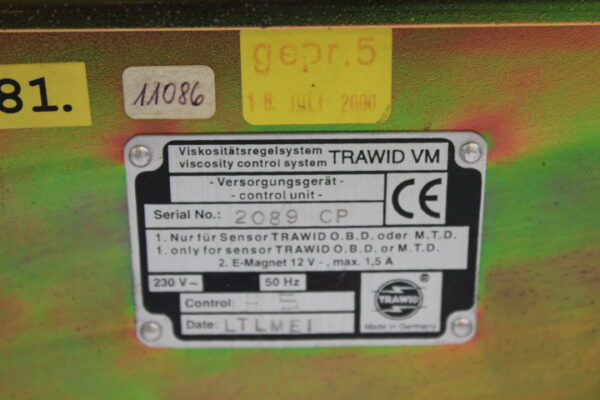 gepr. 5
18. JULI 2000
81.
11086
Viskositätsregelsystem
viscosity control system TRAWID VM
- Versorgungsgerät -
- control unit -
CE
Serial No.: 2089 CP
1. Nur für Sensor TRAWID O.B.D. oder M.T.D.
1. only for sensor TRAWID O.B.D. or M.T.D.
2. E-Magnet 12 V -, max. 1,5 A
230 V ~ 50 Hz
®
TRAWID
Control: 5
Made in Germany
Date: LTLMEI